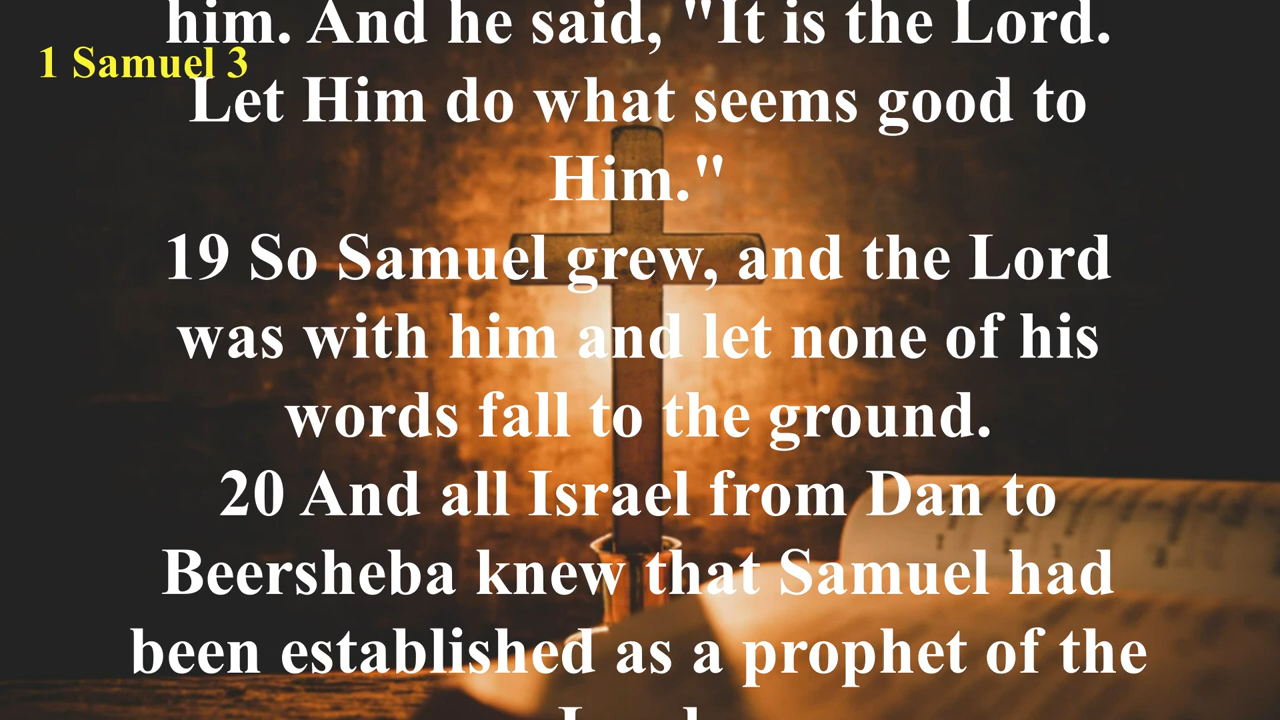 him. And he said, "It is the Lord.
1 Samuel 3
Let Him do what seems good to
Him."
19 So Samuel grew, and the Lord
was with him and let none of his
words fall to the ground.
20 And all Israel from Dan to
Beersheba knew that Samuel had
been established as a prophet of the